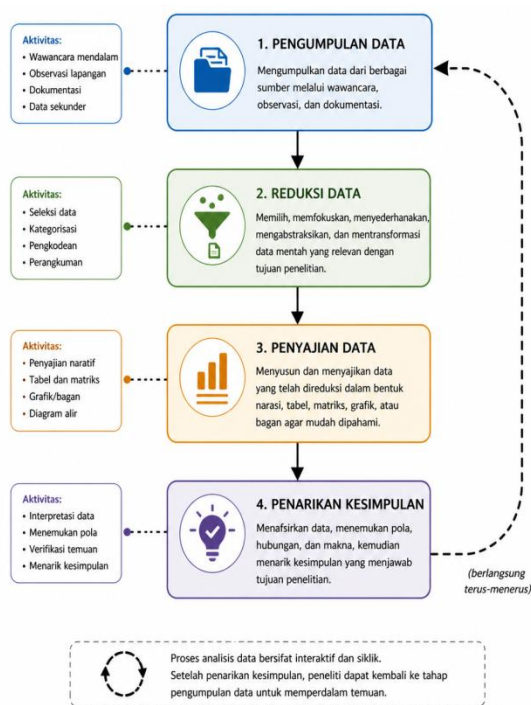 Aktivitas:
• Wawancara mendalam
• Observasi lapangan
• Dokumentasi
• Data sekunder
1. PENGUMPULAN DATA
Mengumpulkan data dari berbagai
sumber melalui wawancara,
observasi, dan dokumentasi.
Aktivitas:
• Seleksi data
• Kategorisasi
• Pengkodean
• Perangkuman
2. REDUKSI DATA
Memilih, memfokuskan, menyederhanakan,
mengabstraksikan, dan mentransformasi
data mentah yang relevan dengan
tujuan penelitian.
Aktivitas:
• Penyajian naratif
• Tabel dan matriks
• Grafik/bagan
• Diagram alir
3. PENYAJIAN DATA
Menyusun dan menyajikan data
yang telah direduksi dalam bentuk
narasi, tabel, matriks, grafik, atau
bagan agar mudah dipahami.
Aktivitas:
• Interpretasi data
• Menemukan pola
• Verifikasi temuan
• Menarik kesimpulan
4. PENARIKAN KESIMPULAN
Menafsirkan data, menemukan pola,
hubungan, dan makna, kemudian
menarik kesimpulan yang menjawab
tujuan penelitian.
(berlangsung
terus-menerus)
Proses analisis data bersifat interaktif dan siklik.
Setelah penarikan kesimpulan, peneliti dapat kembali ke tahap
pengumpulan data untuk memperdalam temuan.